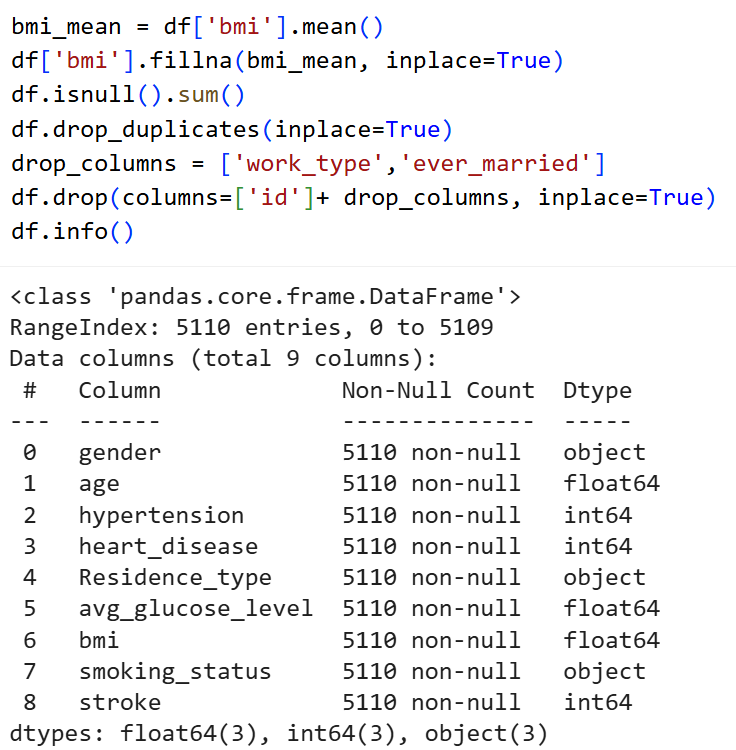 bmi_mean = df['bmi'].mean()
df['bmi'].fillna(bmi_mean, inplace=True)
df.isnull().sum()
df.drop_duplicates(inplace=True)
drop_columns = ['work_type','ever_married']
df.drop(columns=['id']+ drop_columns, inplace=True)
df.info()
<class 'pandas.core.frame.DataFrame'>
RangeIndex: 5110 entries, 0 to 5109
Data columns (total 9 columns):
 #   Column             Non-Null Count  Dtype
---  ------             --------------  -----
 0   gender             5110 non-null   object
 1   age                5110 non-null   float64
 2   hypertension       5110 non-null   int64
 3   heart_disease      5110 non-null   int64
 4   Residence_type     5110 non-null   object
 5   avg_glucose_level  5110 non-null   float64
 6   bmi                5110 non-null   float64
 7   smoking_status     5110 non-null   object
 8   stroke             5110 non-null   int64
dtypes: float64(3), int64(3), object(3)